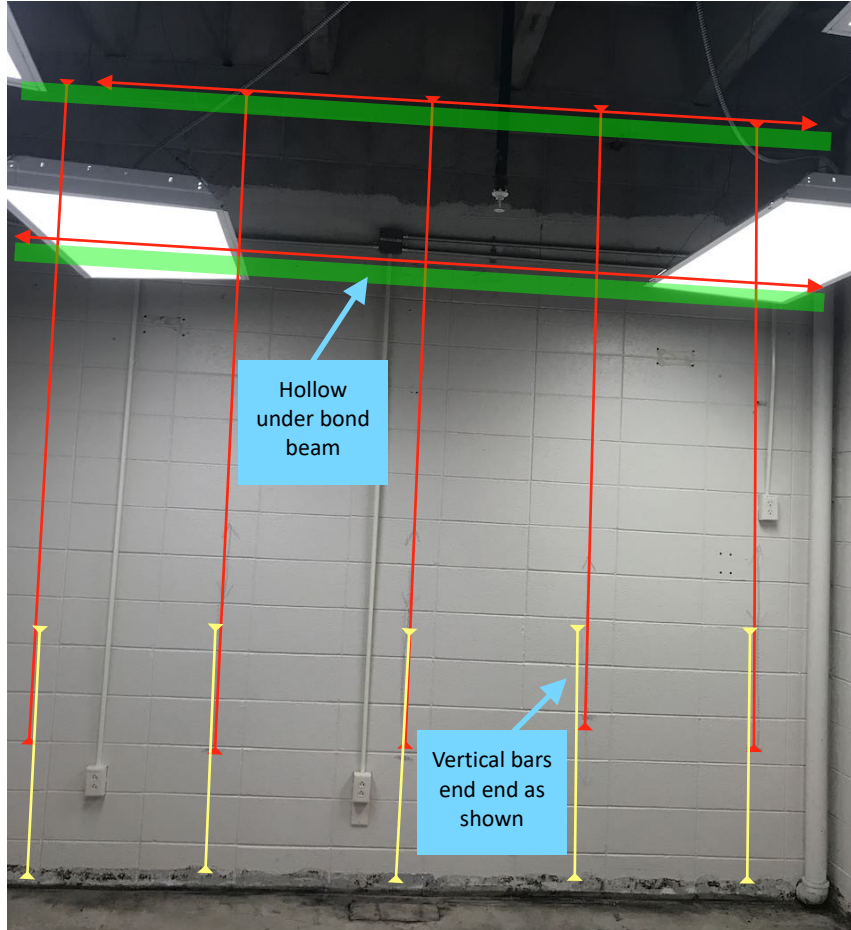 Hollow
under bond
beam
Vertical bars
end end as
shown